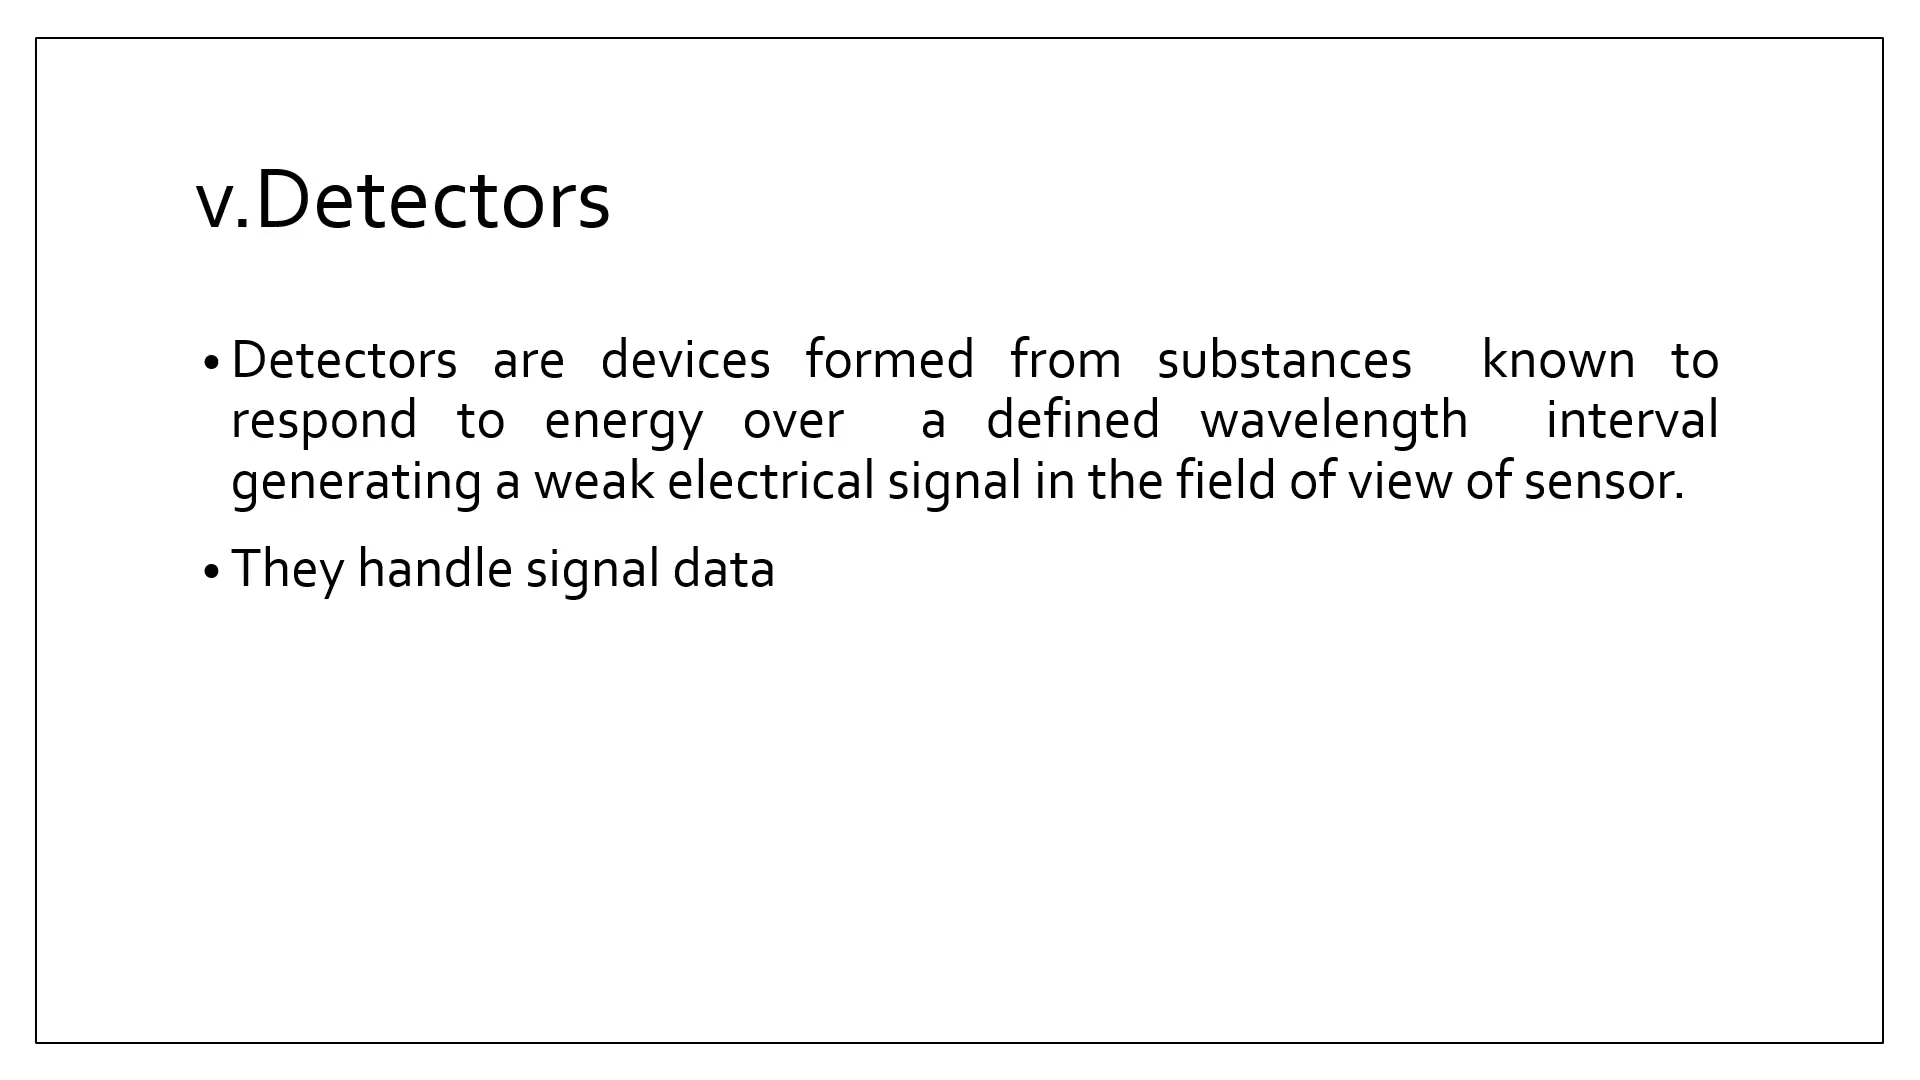 v.Detectors
• Detectors are devices formed from substances known to
respond to energy over a defined wavelength interval
generating a weak electrical signal in the field of view of sensor.
• They handle signal data